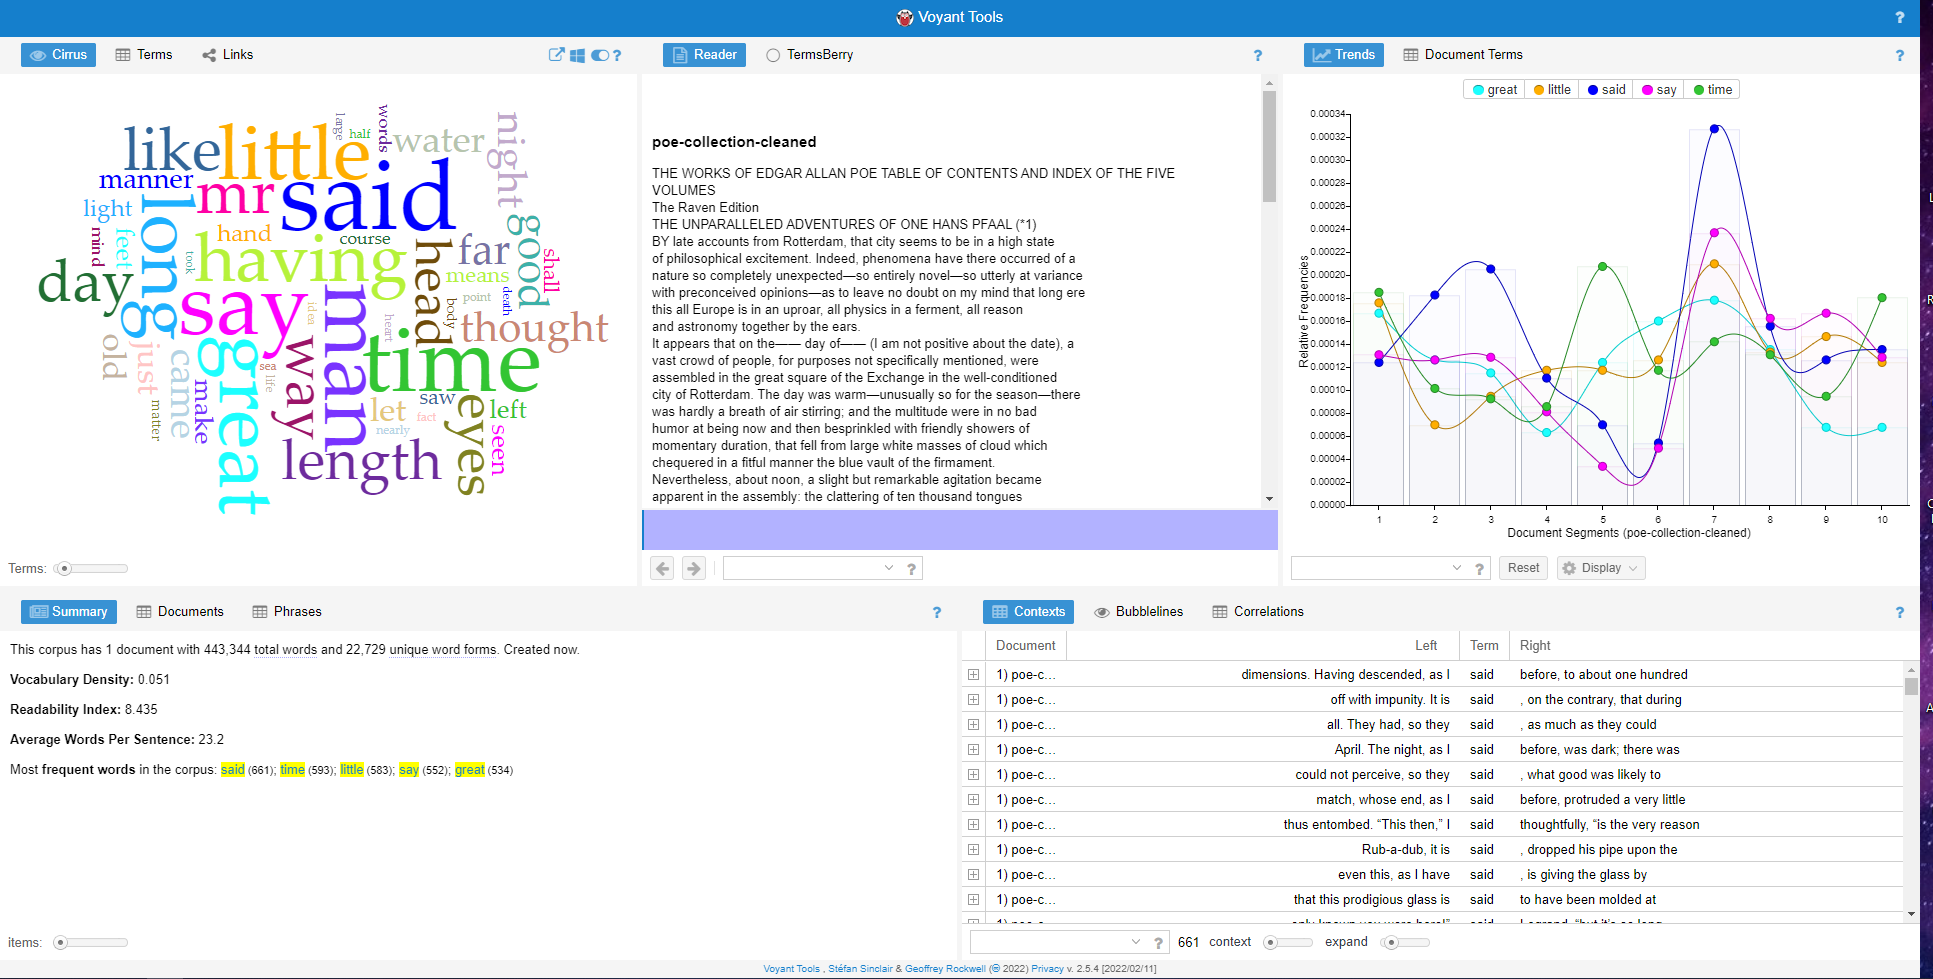 Voyant Tools
?
Cirrus Terms Links ?
Reader TermsBerry ?
Trends Document Terms ?
large
half
words
like
little
water
night
manner
mr
said
light
long
hand
course
good
mind
feet
took
having
head
far
shall
means
day
say
man
idea
point
body
death
heart
thought
old
just
came
great
sea
life
way
time
make
matter
let
saw
fact
nearly
eyes
left
seen
length
Terms:
poe-collection-cleaned
THE WORKS OF EDGAR ALLAN POE TABLE OF CONTENTS AND INDEX OF THE FIVE
VOLUMES
The Raven Edition
THE UNPARALLELED ADVENTURES OF ONE HANS PFAAL (*1)
BY late accounts from Rotterdam, that city seems to be in a high state
of philosophical excitement. Indeed, phenomena have there occurred of a
nature so completely unexpected—so entirely novel—so utterly at variance
with preconceived opinions—as to leave no doubt on my mind that long ere
this all Europe is in an uproar, all physics in a ferment, all reason
and astronomy together by the ears.
It appears that on the—— day of—— (I am not positive about the date), a
vast crowd of people, for purposes not specifically mentioned, were
assembled in the great square of the Exchange in the well-conditioned
city of Rotterdam. The day was warm—unusually so for the season—there
was hardly a breath of air stirring; and the multitude were in no bad
humor at being now and then besprinkled with friendly showers of
momentary duration, that fell from large white masses of cloud which
chequered in a fitful manner the blue vault of the firmament.
Nevertheless, about noon, a slight but remarkable agitation became
apparent in the assembly: the clattering of ten thousand tongues
?
great little said say time
0.00034
0.00032
0.00030
0.00028
0.00026
0.00024
0.00022
0.00020
0.00018
0.00016
0.00014
0.00012
0.00010
0.00008
0.00006
0.00004
0.00002
0.00000
Relative Frequencies
1 2 3 4 5 6 7 8 9 10
Document Segments (poe-collection-cleaned)
? Reset Display
Summary Documents Phrases ?
This corpus has 1 document with 443,344 total words and 22,729 unique word forms. Created now.
Vocabulary Density: 0.051
Readability Index: 8.435
Average Words Per Sentence: 23.2
Most frequent words in the corpus: said (661); time (593); little (583); say (552); great (534)
items:
Contexts Bubblelines Correlations ?
Document Left Term Right
1) poe-c... dimensions. Having descended, as I said before, to about one hundred
1) poe-c... off with impunity. It is said , on the contrary, that during
1) poe-c... all. They had, so they said , as much as they could
1) poe-c... April. The night, as I said before, was dark; there was
1) poe-c... could not perceive, so they said , what good was likely to
1) poe-c... match, whose end, as I said before, protruded a very little
1) poe-c... thus entombed. “This then,” I said thoughtfully, “is the very reason
1) poe-c... Rub-a-dub, it is said , dropped his pipe upon the
1) poe-c... even this, as I have said , is giving the glass by
1) poe-c... that this prodigious glass is said to have been molded at
? 661 context expand
Voyant Tools , Stéfan Sinclair & Geoffrey Rockwell (© 2022) Privacy v. 2.5.4 [2022/02/11]